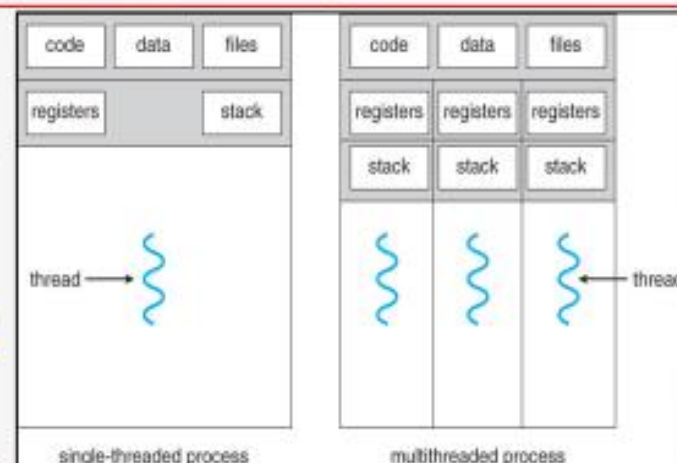 code data files code data files
registers stack registers registers registers
stack stack stack
thread thread
single-threaded process multithreaded process